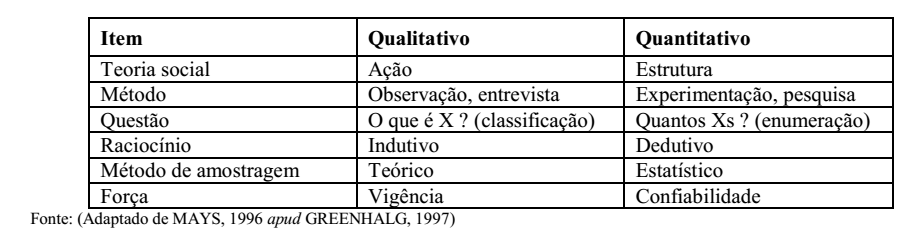 Item Qualitativo Quantitativo
Teoria social Ação Estrutura
Método Observação, entrevista Experimentação, pesquisa
Questão O que é X ? (classificação) Quantos Xs ? (enumeração)
Raciocínio Indutivo Dedutivo
Método de amostragem Teórico Estatístico
Força Vigência Confiabilidade
Fonte: (Adaptado de MAYS, 1996 apud GREENHALG, 1997)